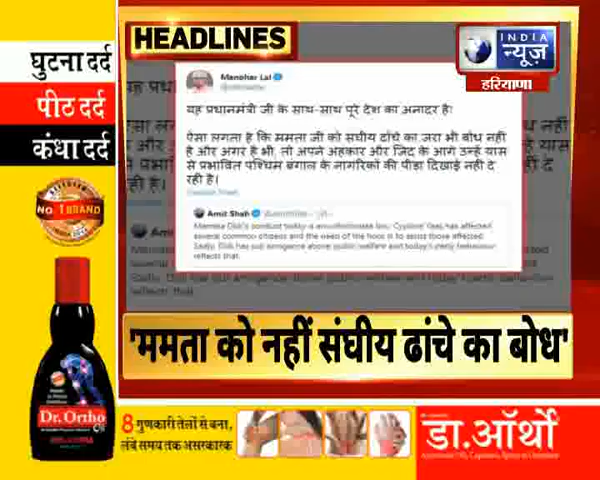 घुटना दर्द
पीठ दर्द
कंधा दर्द
No.1 BRAND
HEADLINES
INDIA
न्यूज़
हरियाणा
Manohar Lal
यह प्रधानमंत्री जी के साथ-साथ पूरे देश का अनादर है।
ऐसा लगता है कि ममता जी को संघीय ढांचे का जरा भी बोध नहीं
है और अगर है भी, तो अपने अहंकार और जिद के आगे उन्हें यास
से प्रभावित पश्चिम बंगाल के नागरिकों की पीड़ा दिखाई नहीं दे
रही है।
Amit Shah
Mamata Didi's conduct today is an unfortunate low. Cyclone Yaas has affected
several common citizens and the need of the hour is to assist those affected.
Sadly, Didi has put arrogance above public welfare and today's petty behaviour
reflects that.
'ममता को नहीं संघीय ढांचे का बोध'
Dr. Ortho
8 गुणकारी तेलों से बना,
लंबे समय तक असरकारक
डा.ऑर्थो